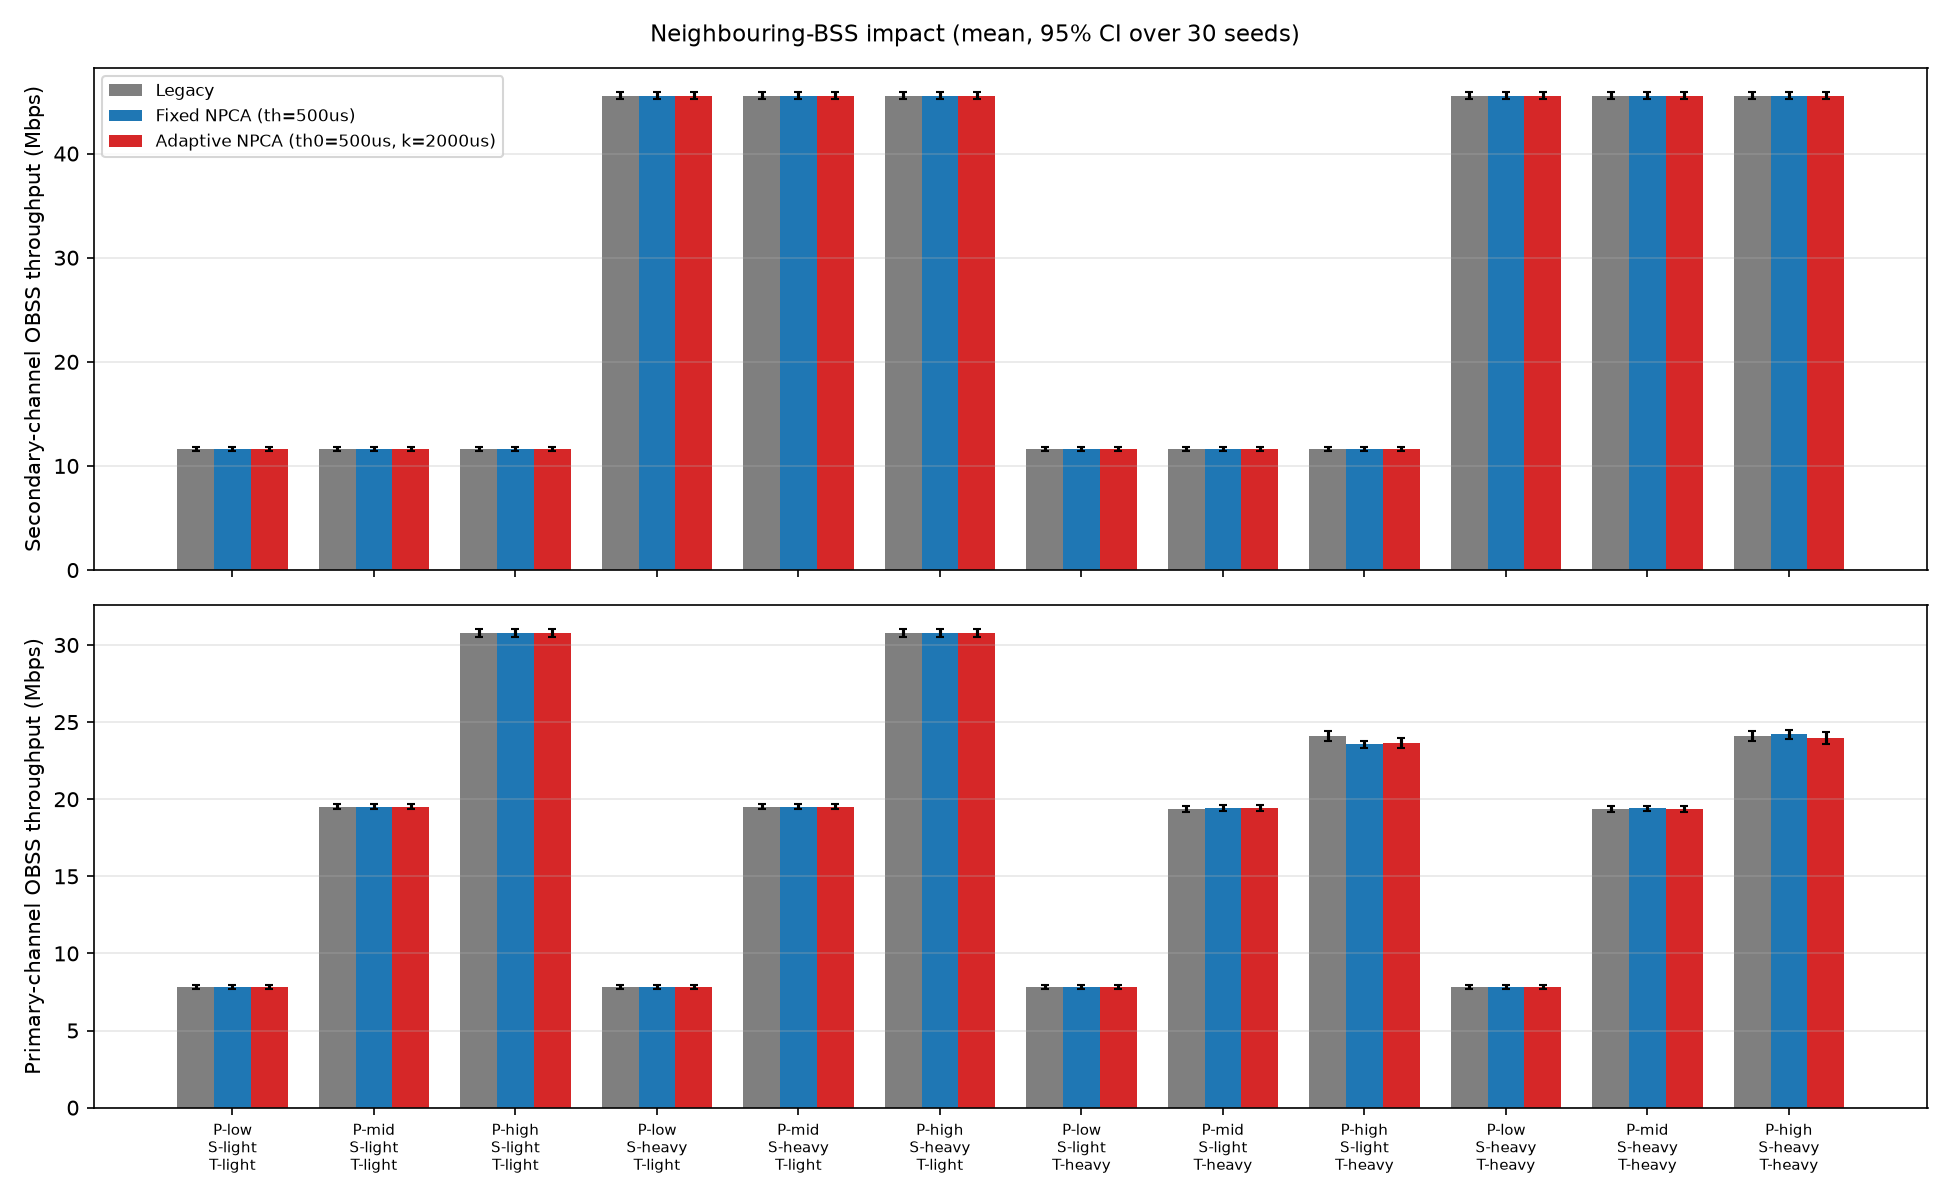 Neighbouring-BSS impact (mean, 95% CI over 30 seeds)
Secondary-channel OBSS throughput (Mbps)
40
30
20
10
0
Legacy
Fixed NPCA (th=500us)
Adaptive NPCA (th0=500us, k=2000us)
Primary-channel OBSS throughput (Mbps)
30
25
20
15
10
5
0
P-low
S-light
T-light
P-mid
S-light
T-light
P-high
S-light
T-light
P-low
S-heavy
T-light
P-mid
S-heavy
T-light
P-high
S-heavy
T-light
P-low
S-light
T-heavy
P-mid
S-light
T-heavy
P-high
S-light
T-heavy
P-low
S-heavy
T-heavy
P-mid
S-heavy
T-heavy
P-high
S-heavy
T-heavy